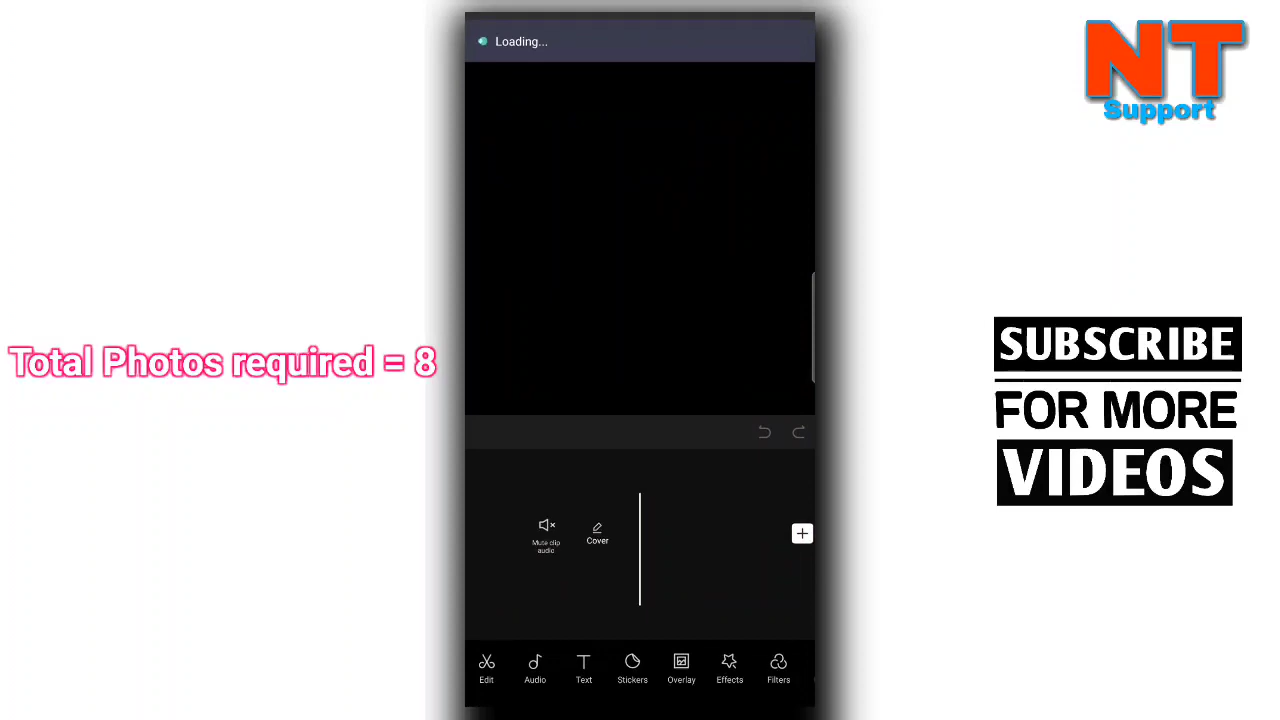 Loading...
NT
Support
Total Photos required = 8
SUBSCRIBE
FOR MORE
VIDEOS
Mute clip
audio
Cover
Edit
Audio
Text
Stickers
Overlay
Effects
Filters